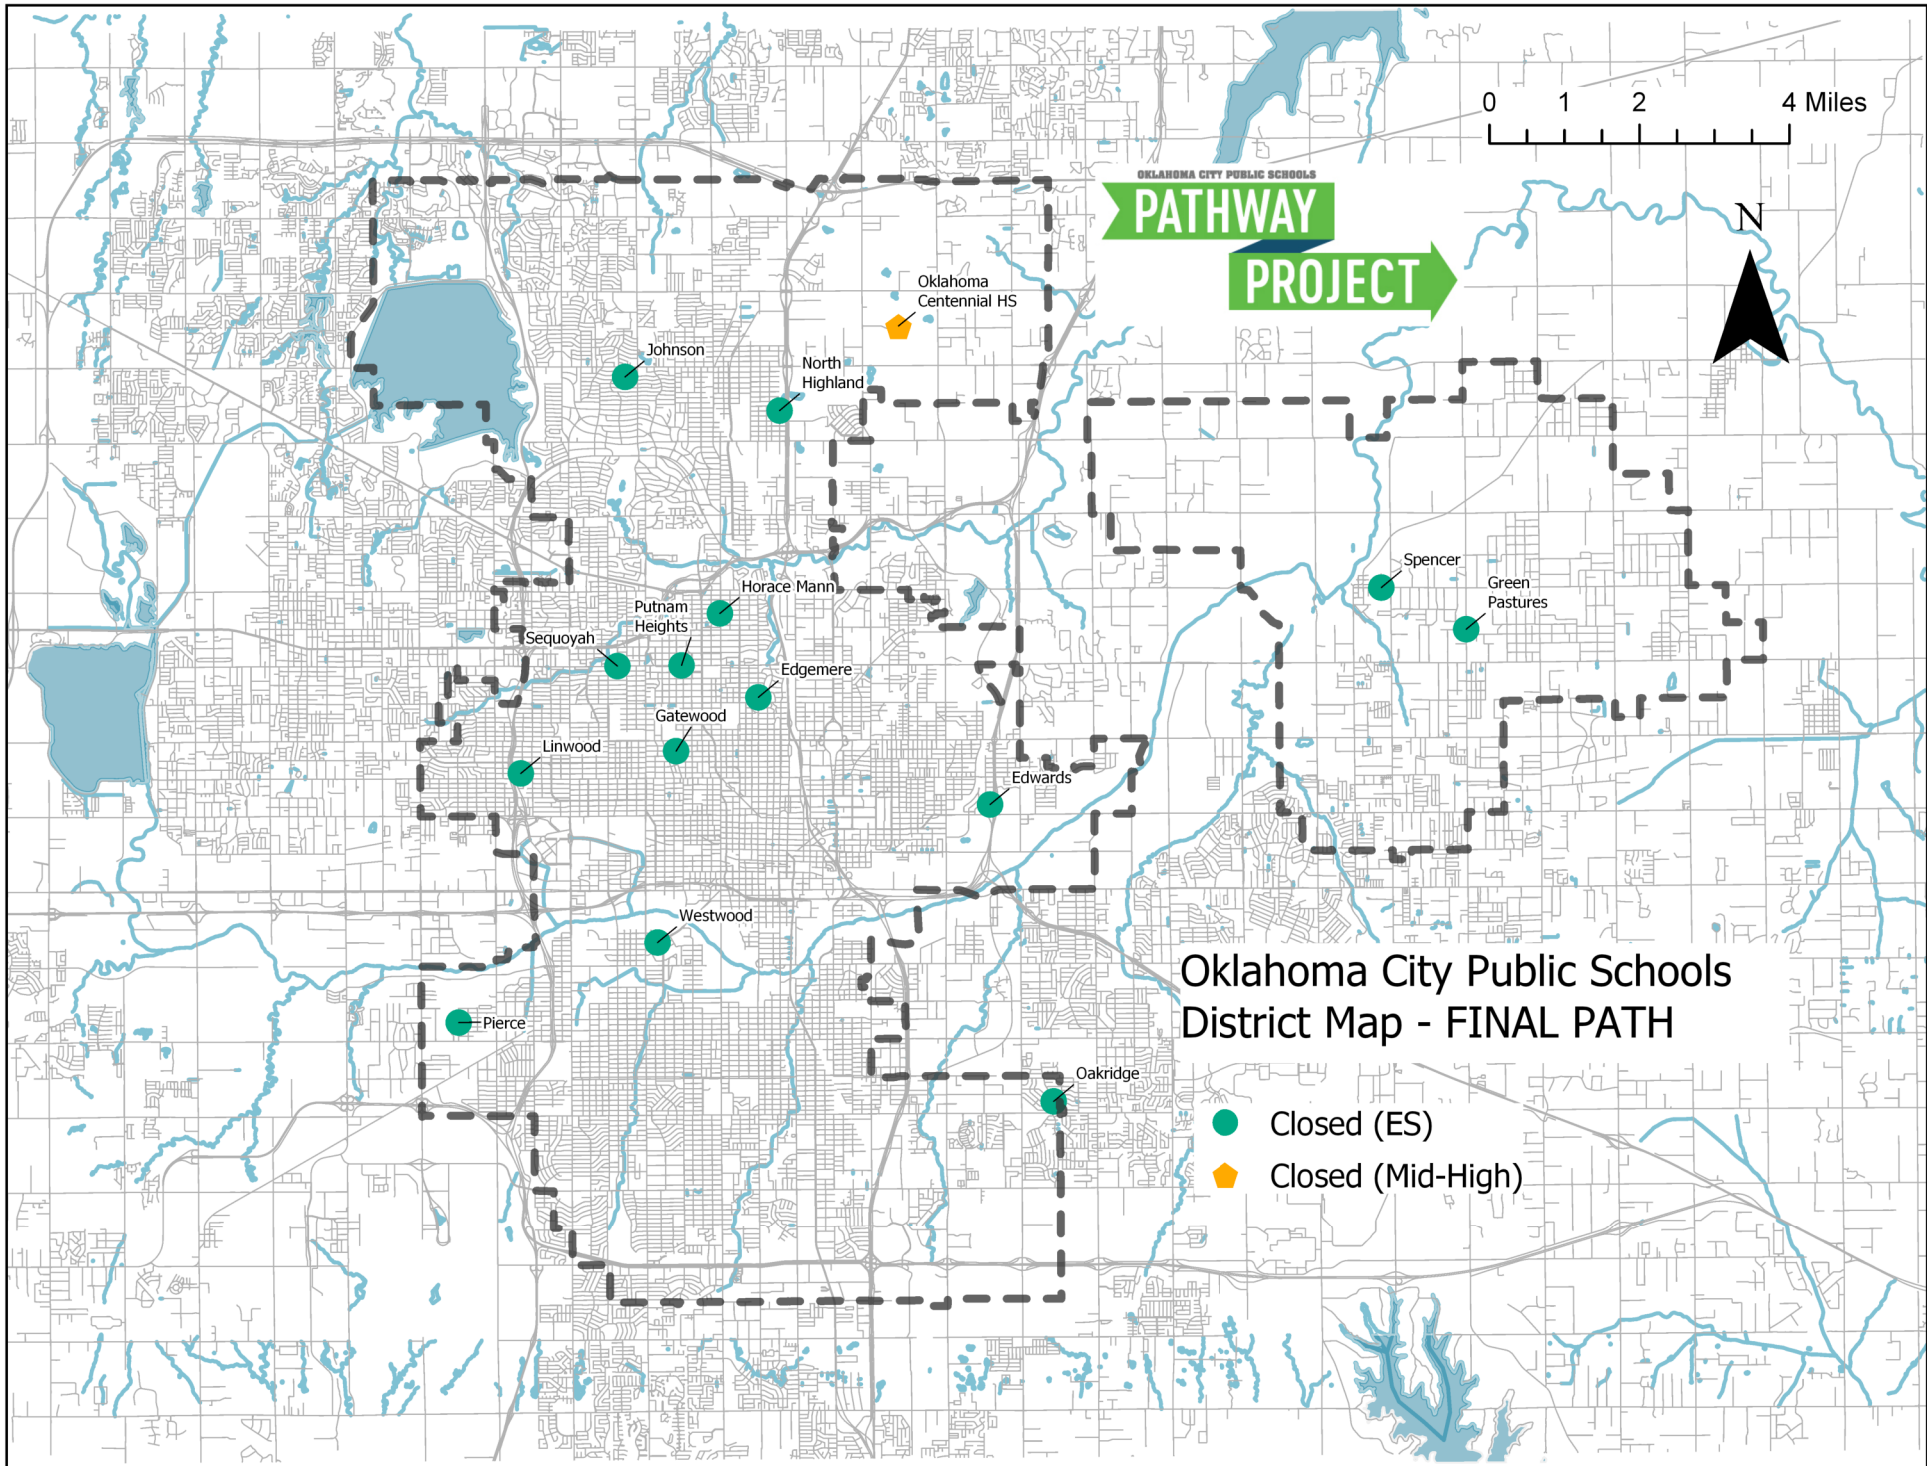 0 1 2 4 Miles
OKLAHOMA CITY PUBLIC SCHOOLS
PATHWAY
PROJECT
N
Oklahoma
Centennial HS
Johnson
North
Highland
Spencer
Green
Pastures
Horace Mann
Putnam
Heights
Sequoyah
Edgemere
Gatewood
Linwood
Edwards
Westwood
Pierce
Oakridge
Oklahoma City Public Schools
District Map - FINAL PATH
Closed (ES)
Closed (Mid-High)